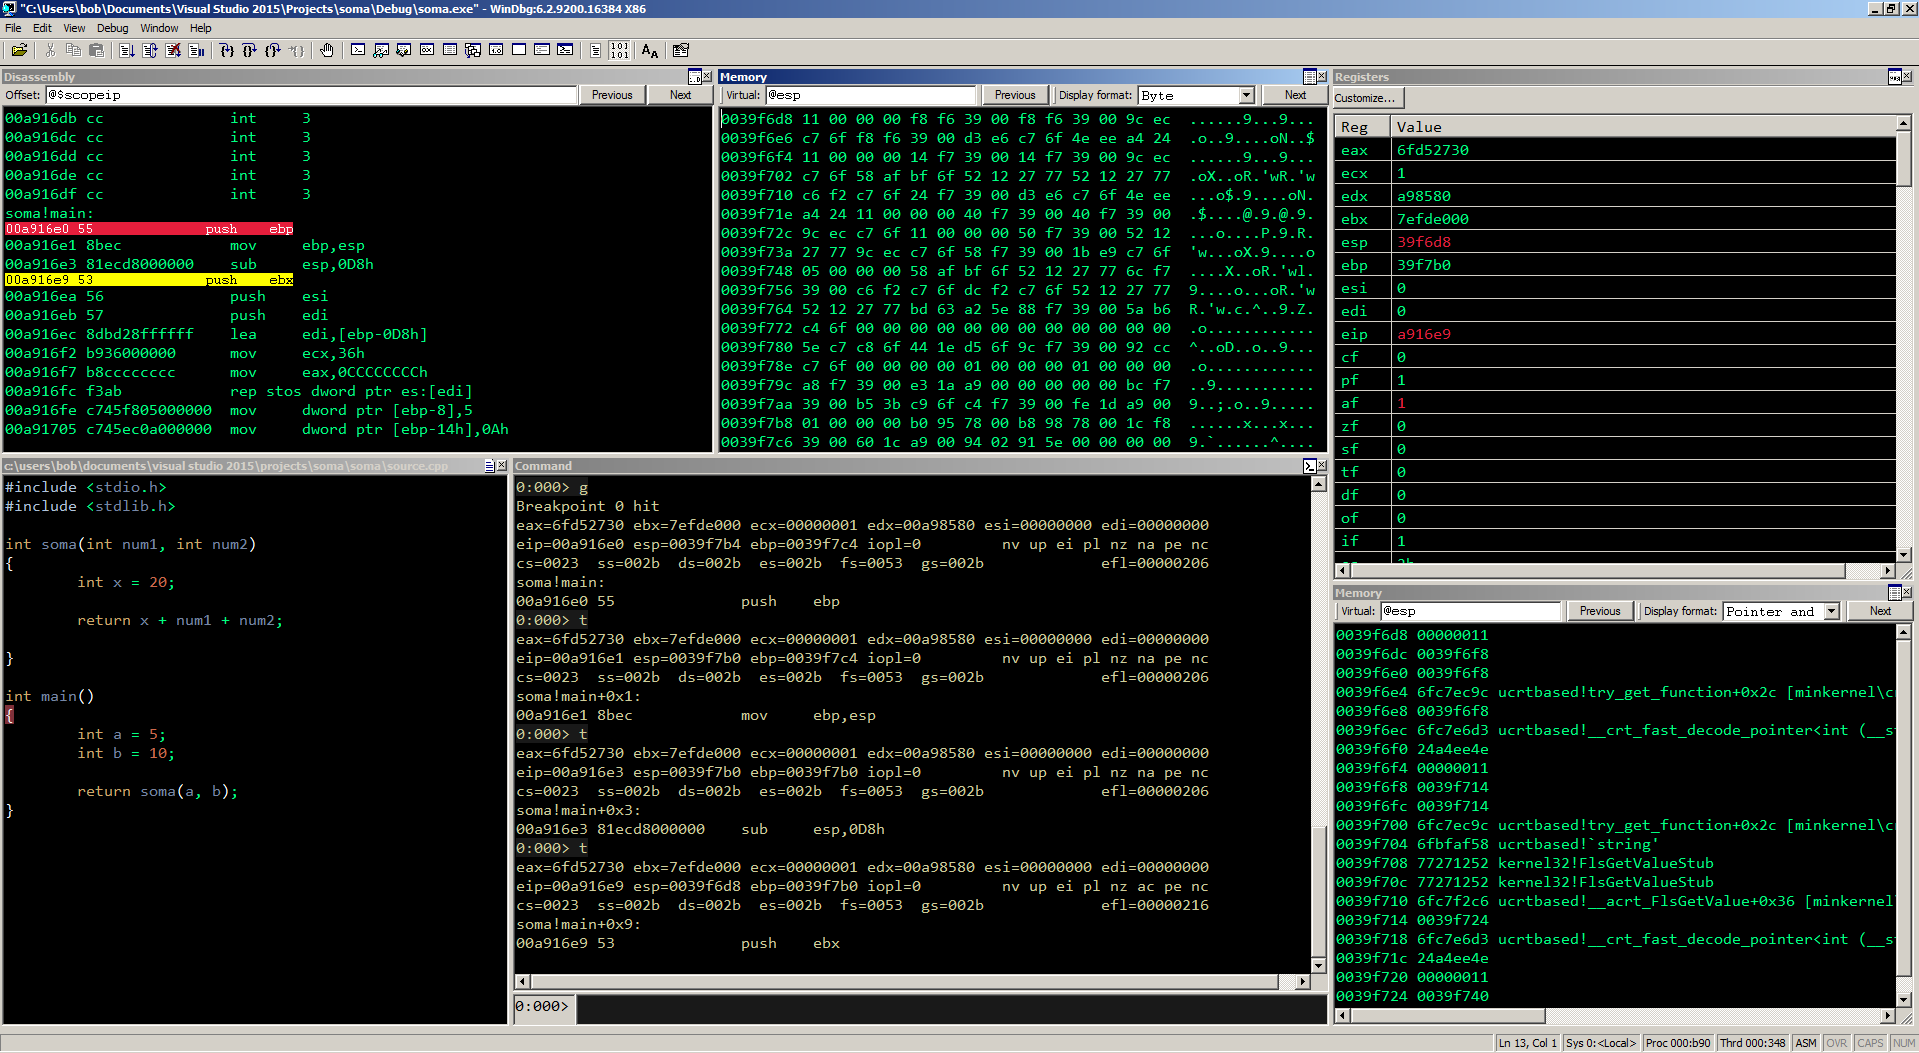 "C:\Users\bob\Documents\Visual Studio 2015\Projects\soma\Debug\soma.exe" - WinDbg:6.2.9200.16384 X86
File Edit View Debug Window Help
Disassembly
Offset: @$scopeip Previous Next
00a916db cc int 3
00a916dc cc int 3
00a916dd cc int 3
00a916de cc int 3
00a916df cc int 3
soma!main:
00a916e0 55 push ebp
00a916e1 8bec mov ebp,esp
00a916e3 81ecd8000000 sub esp,0D8h
00a916e9 53 push ebx
00a916ea 56 push esi
00a916eb 57 push edi
00a916ec 8dbd28ffffff lea edi,[ebp-0D8h]
00a916f2 b936000000 mov ecx,36h
00a916f7 b8cccccccc mov eax,0CCCCCCCCh
00a916fc f3ab rep stos dword ptr es:[edi]
00a916fe c745f805000000 mov dword ptr [ebp-8],5
00a91705 c745ec0a000000 mov dword ptr [ebp-14h],0Ah
Memory
Virtual: @esp Previous Display format: Byte Next
0039f6d8 11 00 00 00 f8 f6 39 00 f8 f6 39 00 9c ec ......9...9...
0039f6e6 c7 6f f8 f6 39 00 d3 e6 c7 6f 4e ee a4 24 .o..9....oN..$
0039f6f4 11 00 00 00 14 f7 39 00 14 f7 39 00 9c ec ......9...9...
0039f702 c7 6f 58 af bf 6f 52 12 27 77 52 12 27 77 .oX..oR.'wR.'w
0039f710 c6 f2 c7 6f 24 f7 39 00 d3 e6 c7 6f 4e ee ...o$.9....oN.
0039f71e a4 24 11 00 00 00 40 f7 39 00 40 f7 39 00 .$....@.9.@.9.
0039f72c 9c ec c7 6f 11 00 00 00 50 f7 39 00 52 12 ...o....P.9.R.
0039f73a 27 77 9c ec c7 6f 58 f7 39 00 1b e9 c7 6f 'w...oX.9....o
0039f748 05 00 00 00 58 af bf 6f 52 12 27 77 6c f7 ....X..oR.'wl.
0039f756 39 00 c6 f2 c7 6f dc f2 c7 6f 52 12 27 77 9....o...oR.'w
0039f764 52 12 27 77 bd 63 a2 5e 88 f7 39 00 5a b6 R.'w.c.^..9.Z.
0039f772 c4 6f 00 00 00 00 00 00 00 00 00 00 00 00 .o............
0039f780 5e c7 c8 6f 44 1e d5 6f 9c f7 39 00 92 cc ^..oD..o..9...
0039f78e c7 6f 00 00 00 00 01 00 00 00 01 00 00 00 .o............
0039f79c a8 f7 39 00 e3 1a a9 00 00 00 00 00 bc f7 ..9...........
0039f7aa 39 00 b5 3b c9 6f c4 f7 39 00 fe 1d a9 00 9..;.o..9.....
0039f7b8 01 00 00 00 b0 95 78 00 b8 98 78 00 1c f8 ......x...x...
0039f7c6 39 00 60 1c a9 00 94 02 91 5e 00 00 00 00 9.`......^....
Registers
Customize...
Reg Value
eax 6fd52730
ecx 1
edx a98580
ebx 7efde000
esp 39f6d8
ebp 39f7b0
esi 0
edi 0
eip a916e9
cf 0
pf 1
af 1
zf 0
sf 0
tf 0
df 0
of 0
if 1
c:\users\bob\documents\visual studio 2015\projects\soma\soma\source.cpp
#include <stdio.h>
#include <stdlib.h>
int soma(int num1, int num2)
{
int x = 20;
return x + num1 + num2;
}
int main()
{
int a = 5;
int b = 10;
return soma(a, b);
}
Command
0:000> g
Breakpoint 0 hit
eax=6fd52730 ebx=7efde000 ecx=00000001 edx=00a98580 esi=00000000 edi=00000000
eip=00a916e0 esp=0039f7b4 ebp=0039f7c4 iopl=0 nv up ei pl nz na pe nc
cs=0023 ss=002b ds=002b es=002b fs=0053 gs=002b efl=00000206
soma!main:
00a916e0 55 push ebp
0:000> t
eax=6fd52730 ebx=7efde000 ecx=00000001 edx=00a98580 esi=00000000 edi=00000000
eip=00a916e1 esp=0039f7b0 ebp=0039f7c4 iopl=0 nv up ei pl nz na pe nc
cs=0023 ss=002b ds=002b es=002b fs=0053 gs=002b efl=00000206
soma!main+0x1:
00a916e1 8bec mov ebp,esp
0:000> t
eax=6fd52730 ebx=7efde000 ecx=00000001 edx=00a98580 esi=00000000 edi=00000000
eip=00a916e3 esp=0039f7b0 ebp=0039f7b0 iopl=0 nv up ei pl nz na pe nc
cs=0023 ss=002b ds=002b es=002b fs=0053 gs=002b efl=00000206
soma!main+0x3:
00a916e3 81ecd8000000 sub esp,0D8h
0:000> t
eax=6fd52730 ebx=7efde000 ecx=00000001 edx=00a98580 esi=00000000 edi=00000000
eip=00a916e9 esp=0039f6d8 ebp=0039f7b0 iopl=0 nv up ei pl nz ac pe nc
cs=0023 ss=002b ds=002b es=002b fs=0053 gs=002b efl=00000216
soma!main+0x9:
00a916e9 53 push ebx
0:000>
Memory
Virtual: @esp Previous Display format: Pointer and Next
0039f6d8 00000011
0039f6dc 0039f6f8
0039f6e0 0039f6f8
0039f6e4 6fc7ec9c ucrtbased!try_get_function+0x2c [minkernel\c
0039f6e8 0039f6f8
0039f6ec 6fc7e6d3 ucrtbased!__crt_fast_decode_pointer<int (__s
0039f6f0 24a4ee4e
0039f6f4 00000011
0039f6f8 0039f714
0039f6fc 0039f714
0039f700 6fc7ec9c ucrtbased!try_get_function+0x2c [minkernel\c
0039f704 6fbfaf58 ucrtbased!`string'
0039f708 77271252 kernel32!FlsGetValueStub
0039f70c 77271252 kernel32!FlsGetValueStub
0039f710 6fc7f2c6 ucrtbased!__acrt_FlsGetValue+0x36 [minkernel
0039f714 0039f724
0039f718 6fc7e6d3 ucrtbased!__crt_fast_decode_pointer<int (__s
0039f71c 24a4ee4e
0039f720 00000011
0039f724 0039f740
Ln 13, Col 1 Sys 0:<Local> Proc 000:b90 Thrd 000:348 ASM OVR CAPS NUM